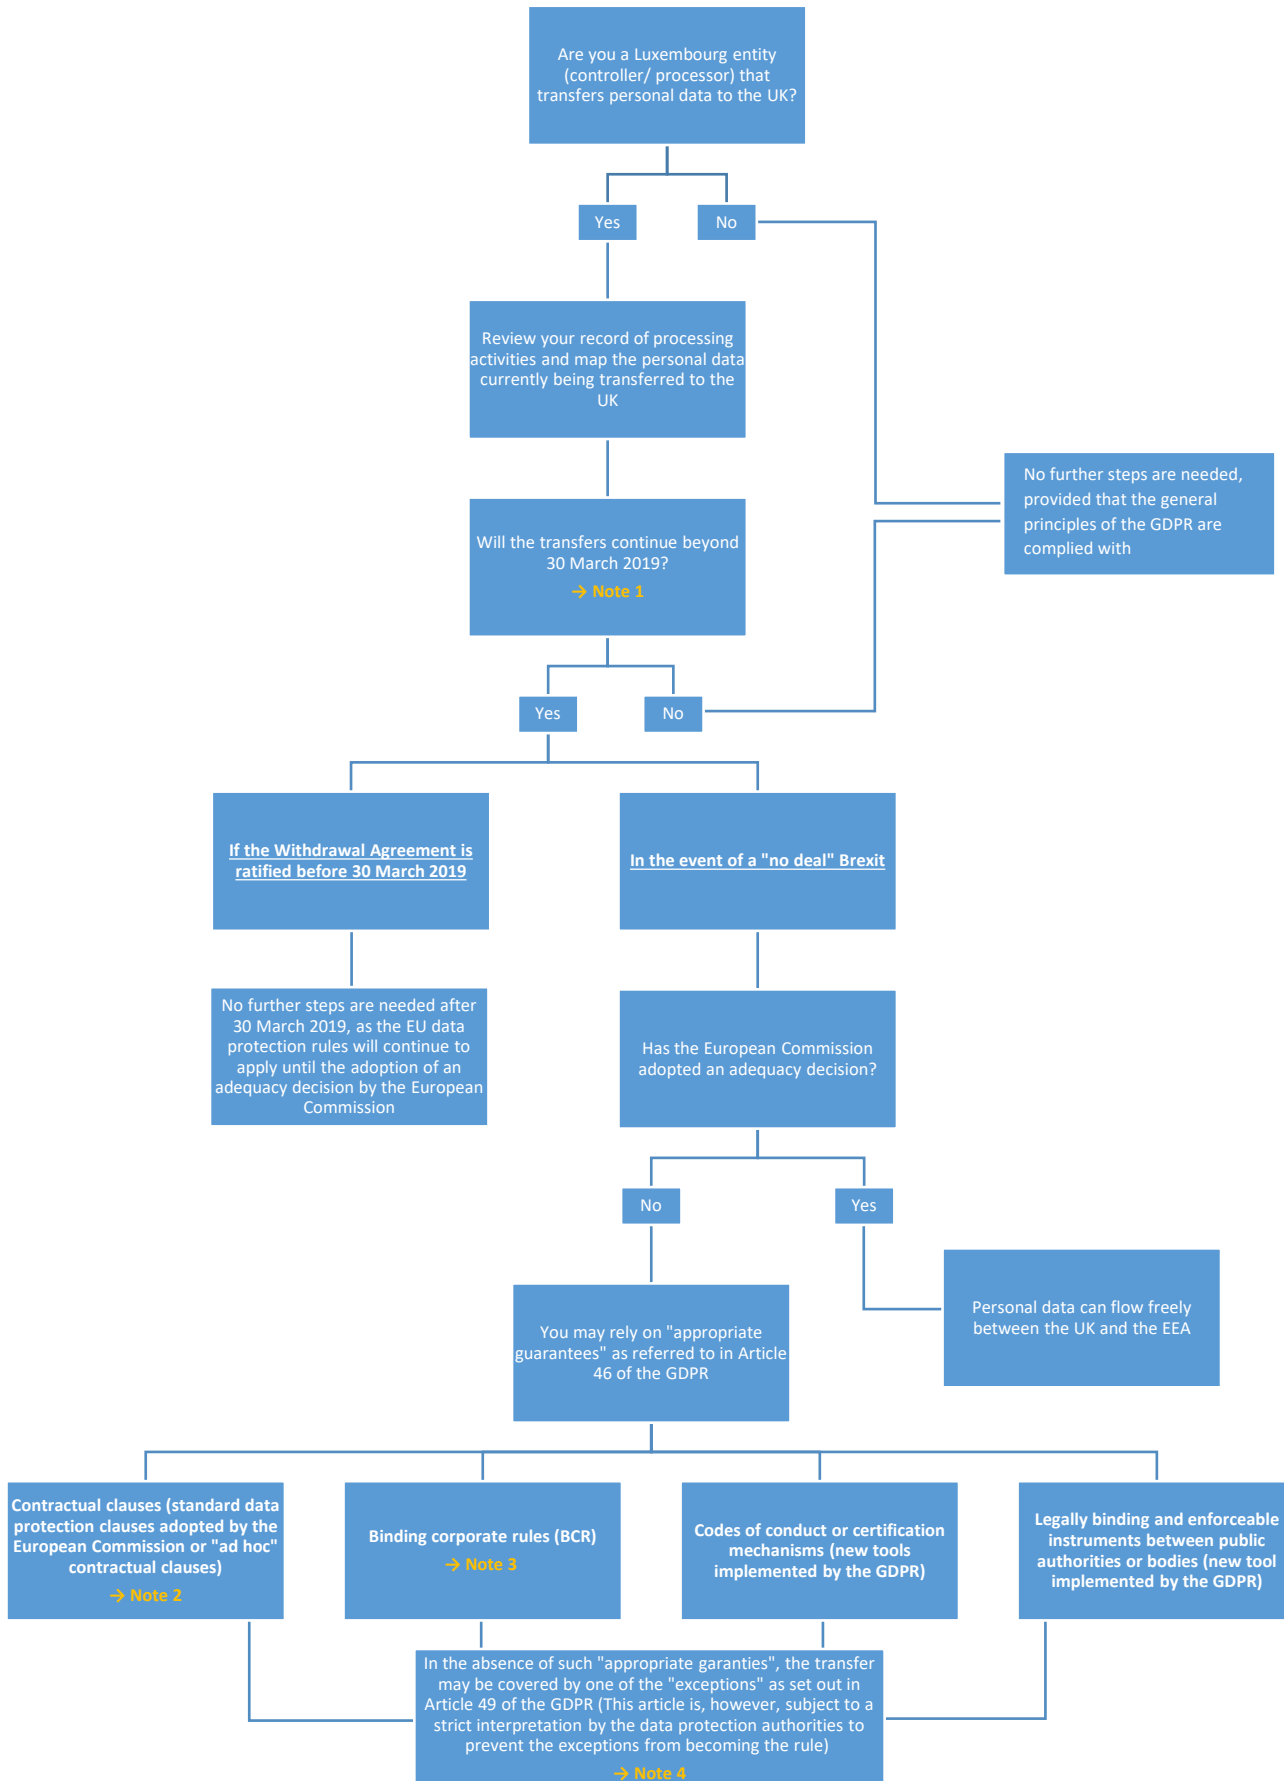 Are you a Luxembourg entity
(controller/ processor) that
transfers personal data to the UK?
Yes
No
Review your record of processing
activities and map the personal data
currently being transferred to the
UK
No further steps are needed,
provided that the general
principles of the GDPR are
complied with
Will the transfers continue beyond
30 March 2019?
→ Note 1
Yes
No
If the Withdrawal Agreement is
ratified before 30 March 2019
In the event of a "no deal" Brexit
No further steps are needed after
30 March 2019, as the EU data
protection rules will continue to
apply until the adoption of an
adequacy decision by the European
Commission
Has the European Commission
adopted an adequacy decision?
No
Yes
Personal data can flow freely
between the UK and the EEA
You may rely on "appropriate
guarantees" as referred to in Article
46 of the GDPR
Contractual clauses (standard data
protection clauses adopted by the
European Commission or "ad hoc"
contractual clauses)
→ Note 2
Binding corporate rules (BCR)
→ Note 3
Codes of conduct or certification
mechanisms (new tools
implemented by the GDPR)
Legally binding and enforceable
instruments between public
authorities or bodies (new tool
implemented by the GDPR)
In the absence of such "appropriate garanties", the transfer
may be covered by one of the "exceptions" as set out in
Article 49 of the GDPR (This article is, however, subject to a
strict interpretation by the data protection authorities to
prevent the exceptions from becoming the rule)
→ Note 4